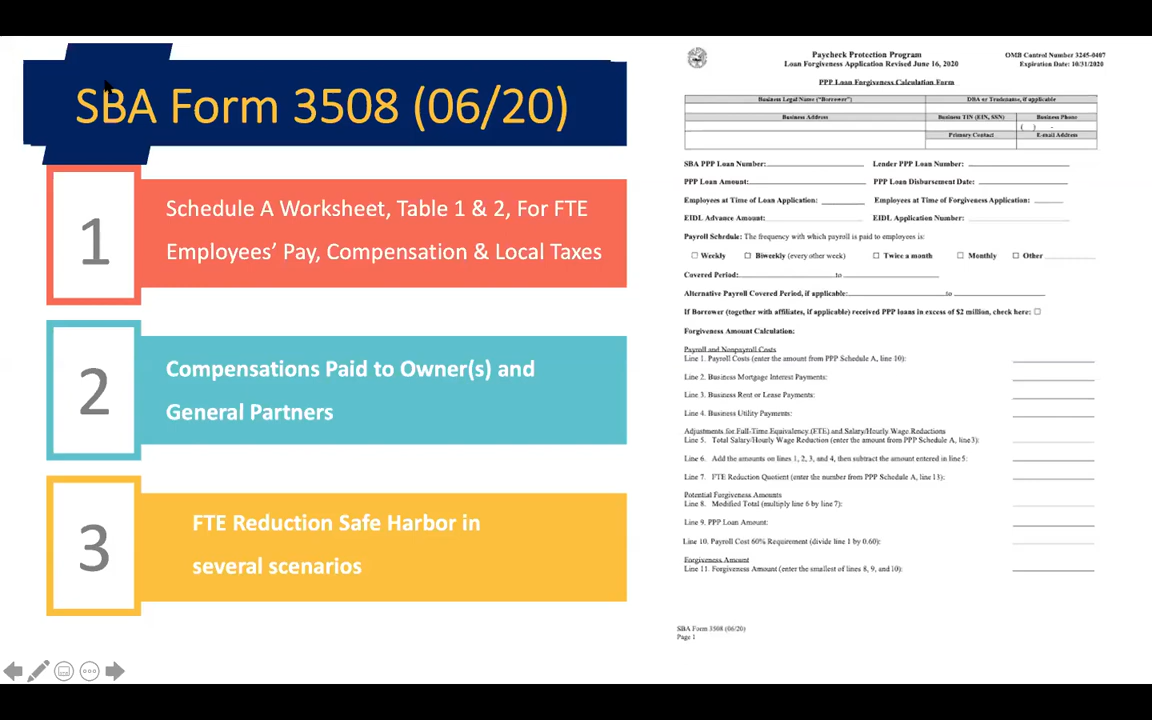 SBA Form 3508 (06/20)
1
Schedule A Worksheet, Table 1 & 2, For FTE
Employees’ Pay, Compensation & Local Taxes
2
Compensations Paid to Owner(s) and
General Partners
3
FTE Reduction Safe Harbor in
several scenarios
Paycheck Protection Program
Loan Forgiveness Application Revised June 16, 2020
OMB Control Number 3245-0407
Expiration Date: 10/31/2020
PPP Loan Forgiveness Calculation Form
Business Legal Name ("Borrower") DBA or Tradename, if applicable
Business Address Business TIN (EIN, SSN) Business Phone
( ) -
Primary Contact E-mail Address
SBA PPP Loan Number: Lender PPP Loan Number:
PPP Loan Amount: PPP Loan Disbursement Date:
Employees at Time of Loan Application: Employees at Time of Forgiveness Application:
EIDL Advance Amount: EIDL Application Number:
Payroll Schedule: The frequency with which payroll is paid to employees is:
☐ Weekly ☐ Biweekly (every other week) ☐ Twice a month ☐ Monthly ☐ Other
Covered Period: to
Alternative Payroll Covered Period, if applicable: to
If Borrower (together with affiliates, if applicable) received PPP loans in excess of $2 million, check here: ☐
Forgiveness Amount Calculation:
Payroll and Nonpayroll Costs
Line 1. Payroll Costs (enter the amount from PPP Schedule A, line 10):
Line 2. Business Mortgage Interest Payments:
Line 3. Business Rent or Lease Payments:
Line 4. Business Utility Payments:
Adjustments for Full-Time Equivalency (FTE) and Salary/Hourly Wage Reductions
Line 5. Total Salary/Hourly Wage Reduction (enter the amount from PPP Schedule A, line 3):
Line 6. Add the amounts on lines 1, 2, 3, and 4, then subtract the amount entered in line 5:
Line 7. FTE Reduction Quotient (enter the number from PPP Schedule A, line 13):
Potential Forgiveness Amounts
Line 8. Modified Total (multiply line 6 by line 7):
Line 9. PPP Loan Amount:
Line 10. Payroll Cost 60% Requirement (divide line 1 by 0.60):
Forgiveness Amount
Line 11. Forgiveness Amount (enter the smallest of lines 8, 9, and 10):
SBA Form 3508 (06/20)
Page 1